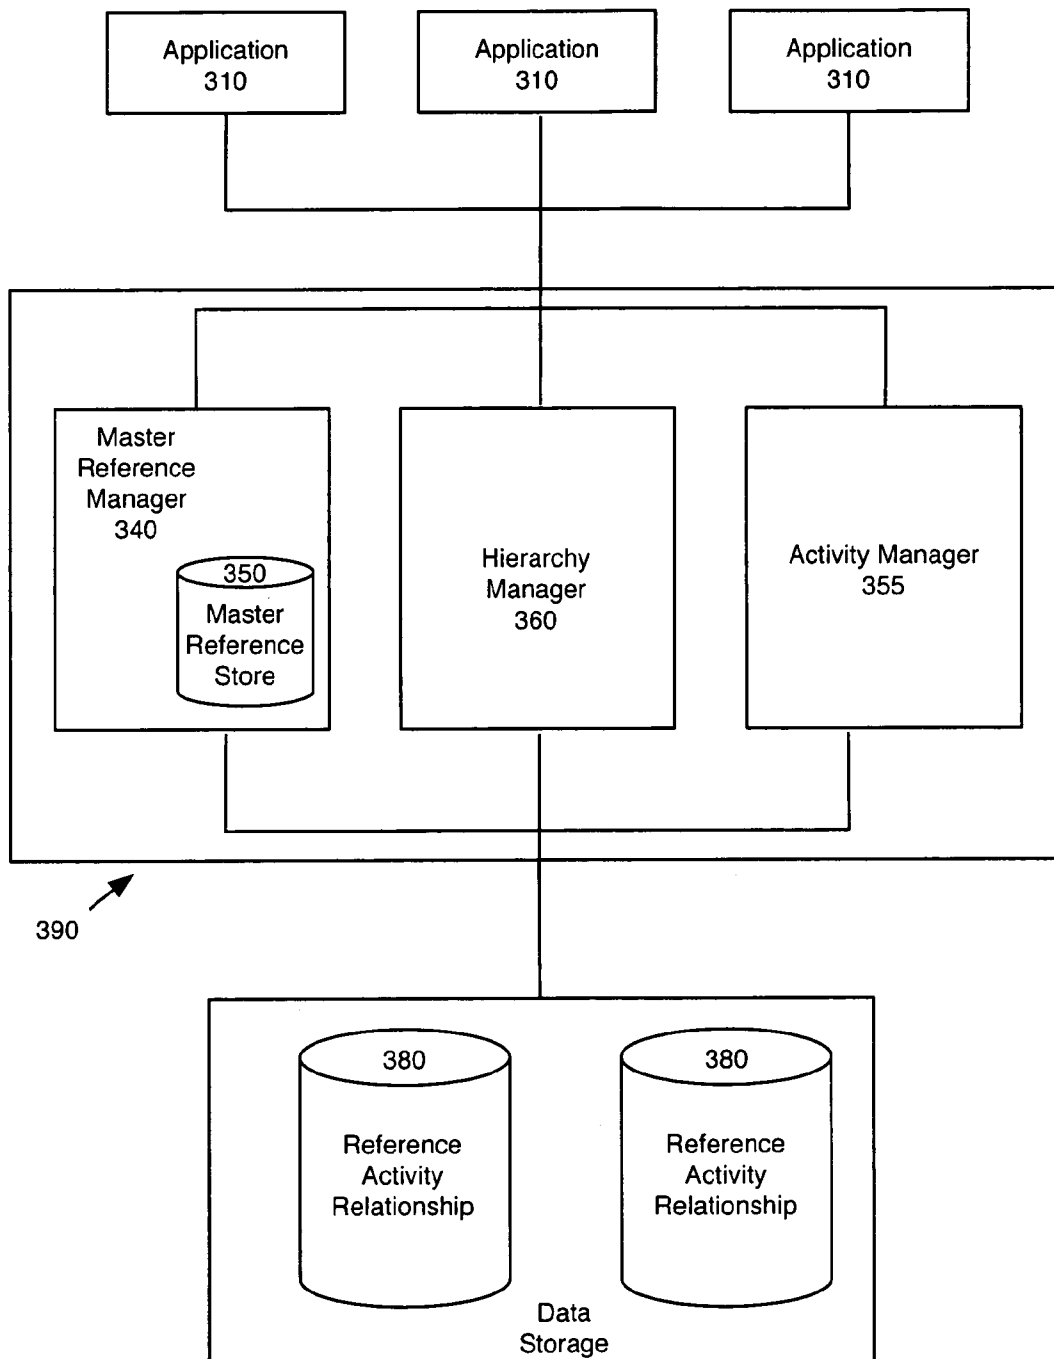 Application
310
Application
310
Application
310
Master
Reference
Manager
340
350
Master
Reference
Store
Hierarchy
Manager
360
Activity Manager
355
390
380
Reference
Activity
Relationship
380
Reference
Activity
Relationship
Data
Storage